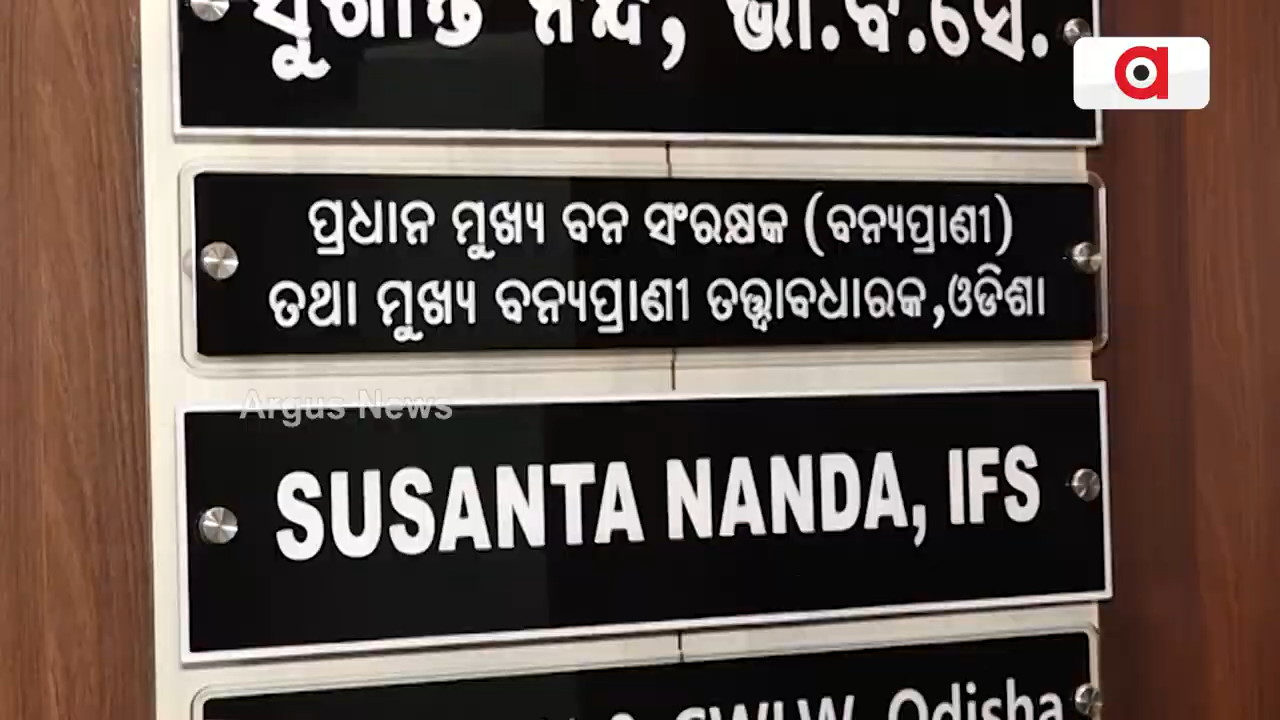 ସୁଶାନ୍ତ ନନ୍ଦ, ଭା.ବ.ସେ.
ପ୍ରଧାନ ମୁଖ୍ୟ ବନ ସଂରକ୍ଷକ (ବନ୍ୟପ୍ରାଣୀ)
ତଥା ମୁଖ୍ୟ ବନ୍ୟପ୍ରାଣୀ ତତ୍ତ୍ୱାବଧାରକ,ଓଡିଶା
Argus News
SUSANTA NANDA, IFS
& CWLW, Odisha